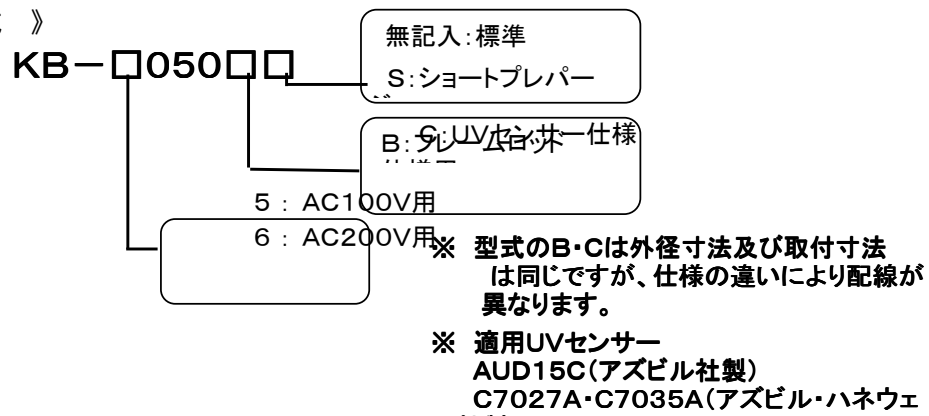 》
KB－□050□□
無記入：標準
S：ショートプレパー
B：フレームロッド
C：UVセンサー仕様
5 ： AC100V用
6 ： AC200V用
※ 型式のB・Cは外径寸法及び取付寸法
は同じですが、仕様の違いにより配線が
異なります。
※ 適用UVセンサー
AUD15C（アズビル社製）
C7027A・C7035A（アズビル・ハネウェ